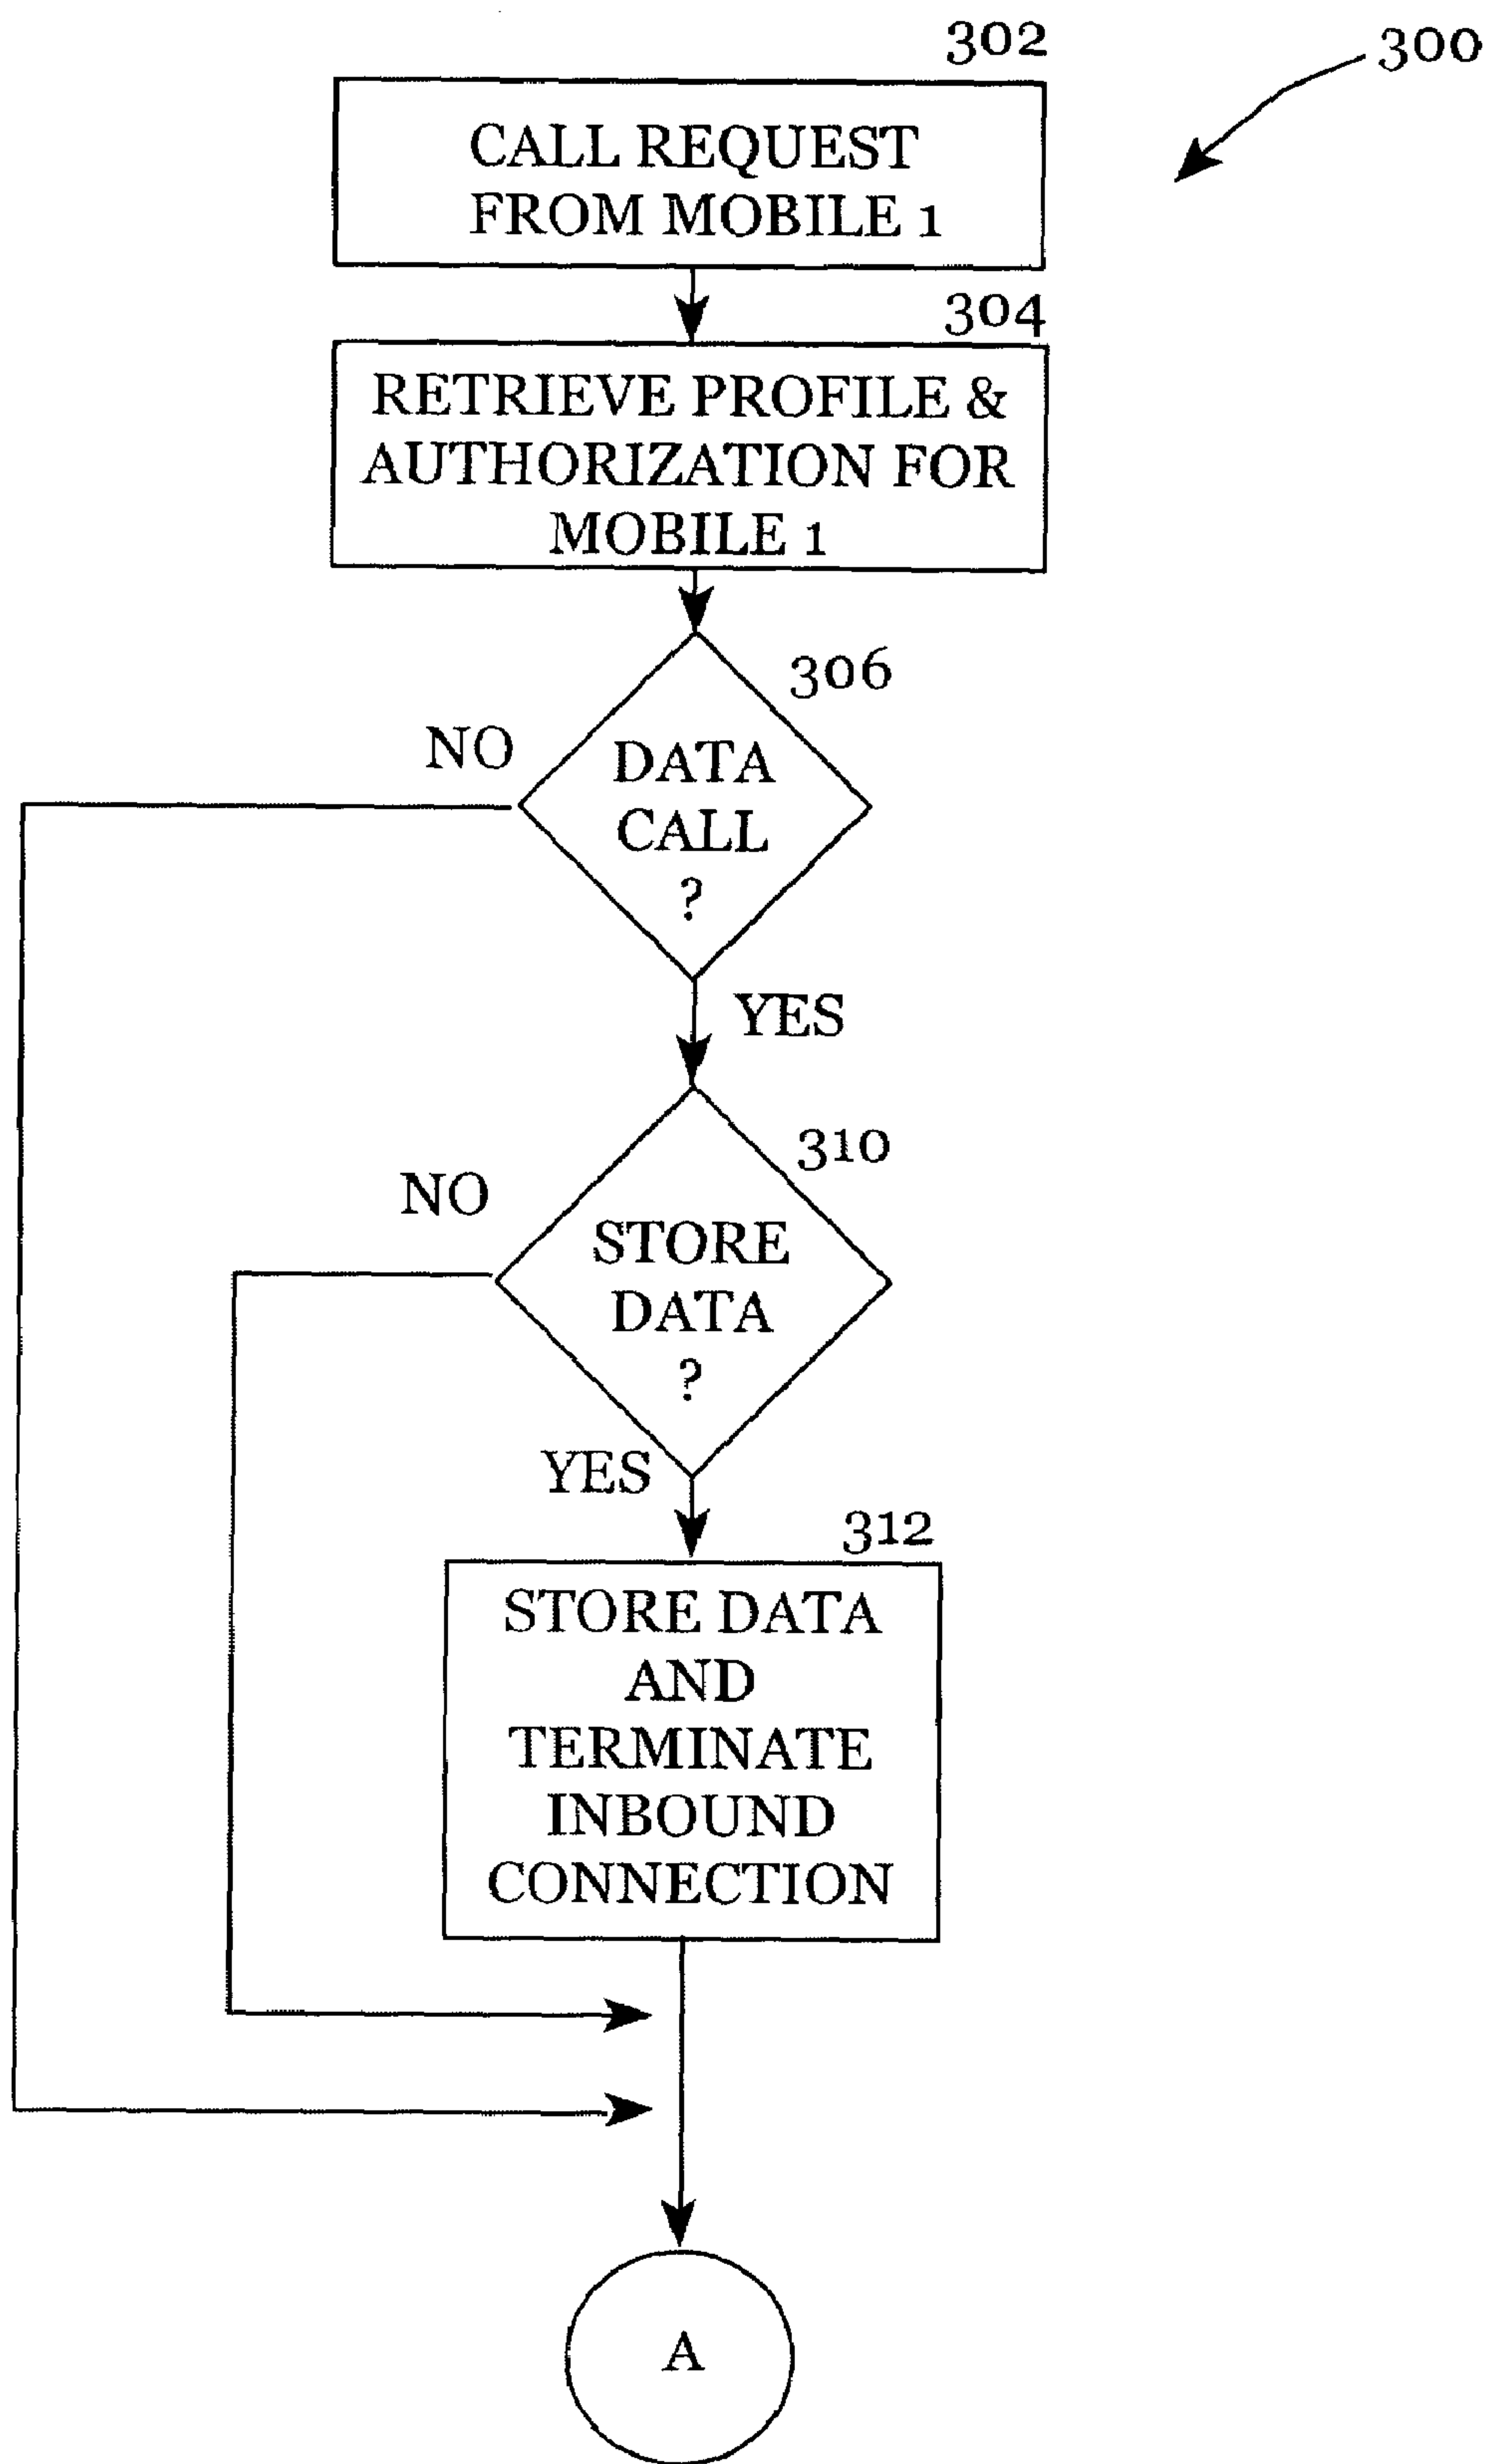 302
300
CALL REQUEST
FROM MOBILE 1
304
RETRIEVE PROFILE &
AUTHORIZATION FOR
MOBILE 1
306
NO
DATA
CALL
?
YES
310
NO
STORE
DATA
?
YES
312
STORE DATA
AND
TERMINATE
INBOUND
CONNECTION
A